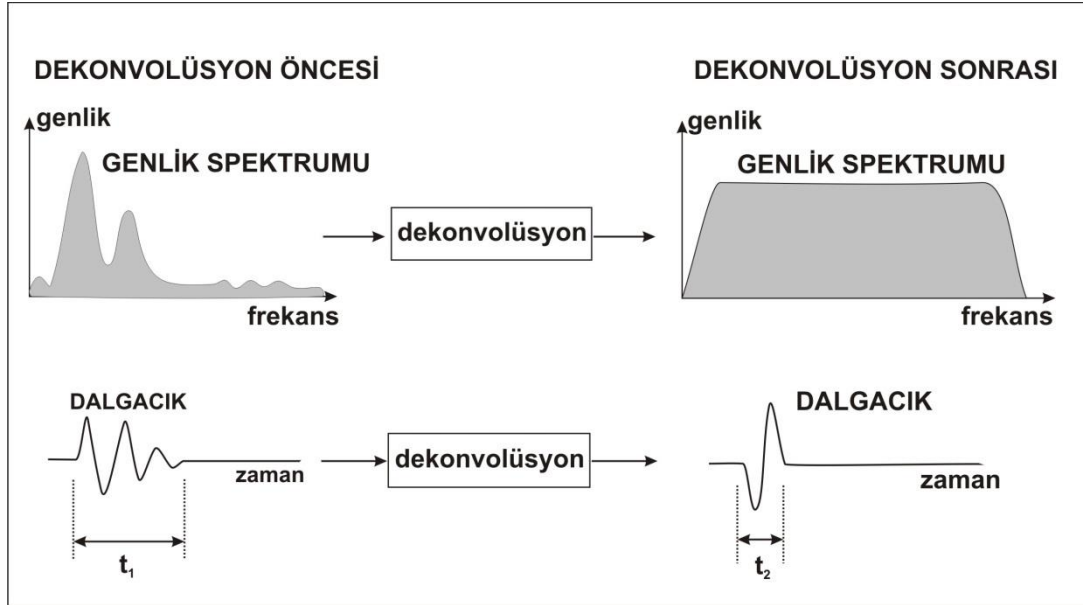 DEKONVOLÜSYON ÖNCESİ
genlik
GENLİK SPEKTRUMU
frekans
dekonvolüsyon
DEKONVOLÜSYON SONRASI
genlik
GENLİK SPEKTRUMU
frekans
DALGACIK
zaman
t₁
dekonvolüsyon
DALGACIK
zaman
t₂